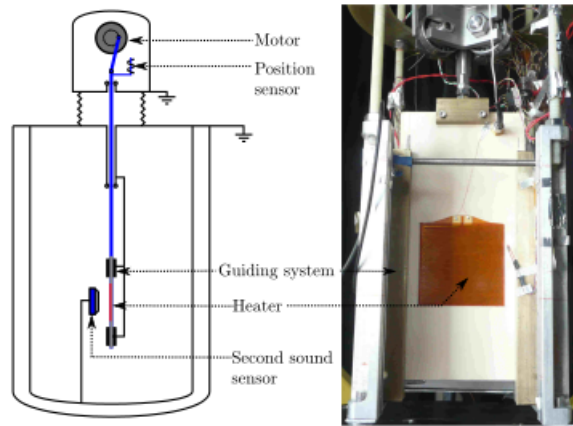 Motor
Position
sensor
Guiding system
Heater
Second sound
sensor